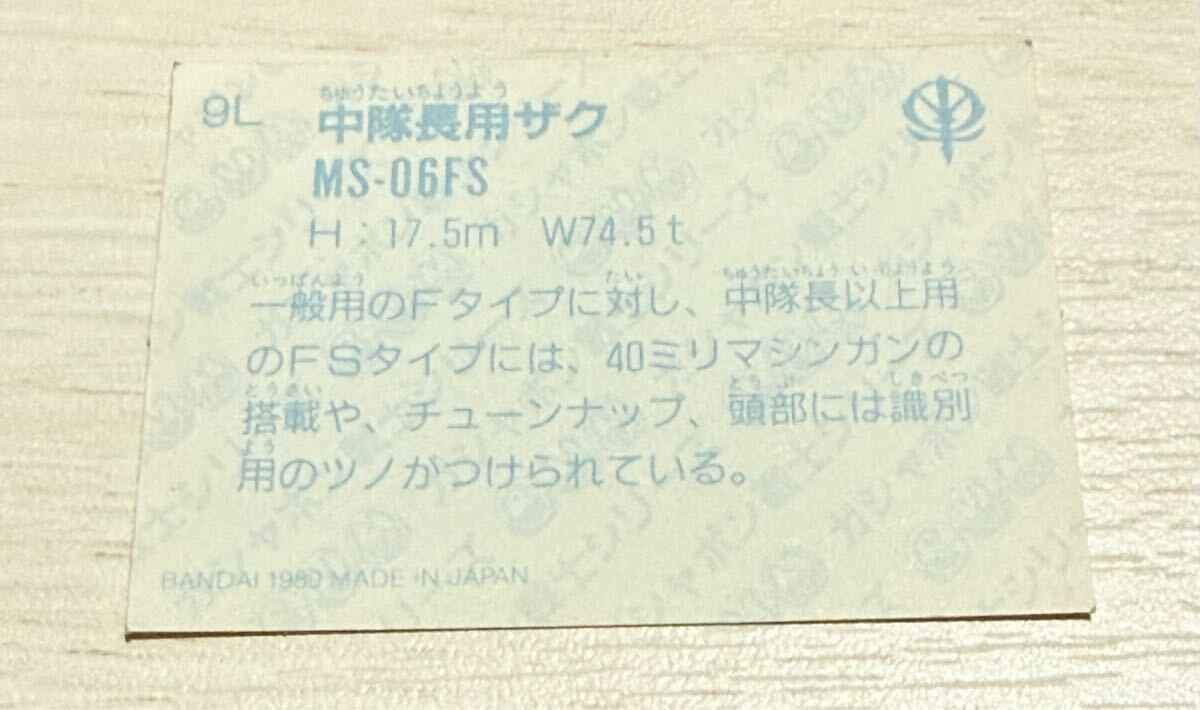 9L
ちゅうたいちょうよう
中隊長用ザク
MS-06FS
H：17.5m W74.5t
いっぱんよう たい ちゅうたいちょういじょうよう
一般用のFタイプに対し、中隊長以上用
のFSタイプには、40ミリマシンガンの
とうさい とうぶ しきべつ
搭載や、チューンナップ、頭部には識別
よう
用のツノがつけられている。
BANDAI MADE IN JAPAN